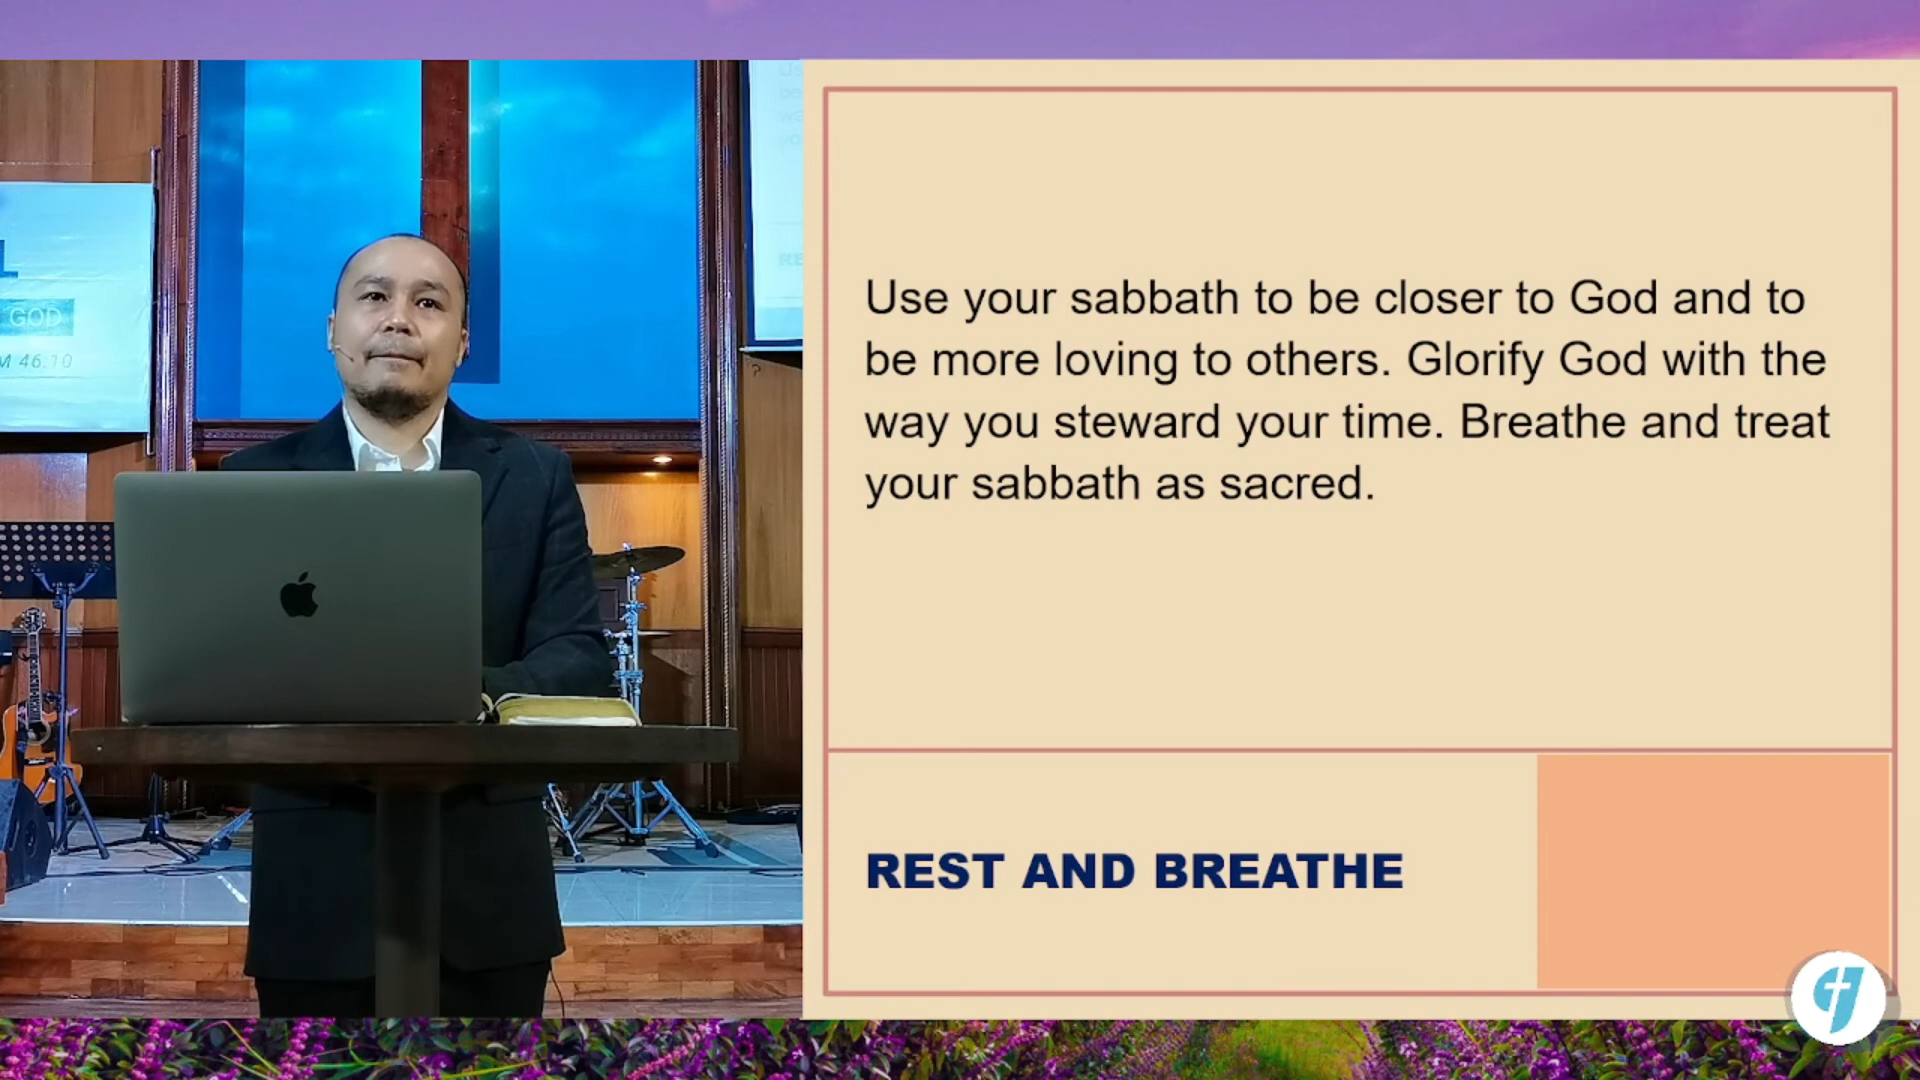 L
GOD
M 46:10
Use your sabbath to be closer to God and to
be more loving to others. Glorify God with the
way you steward your time. Breathe and treat
your sabbath as sacred.
REST AND BREATHE